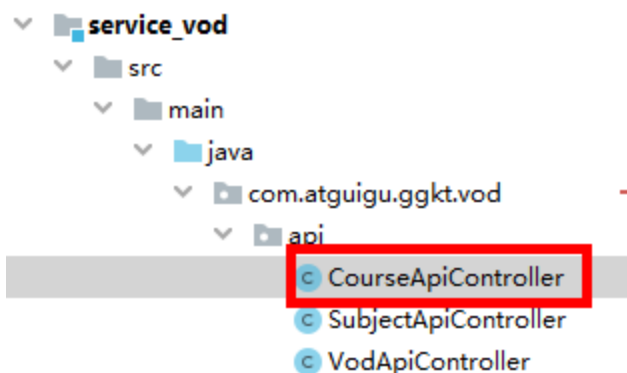 service_vod
src
main
java
com.atguigu.ggkt.vod
api
C CourseApiController
C SubjectApiController
C VodApiController